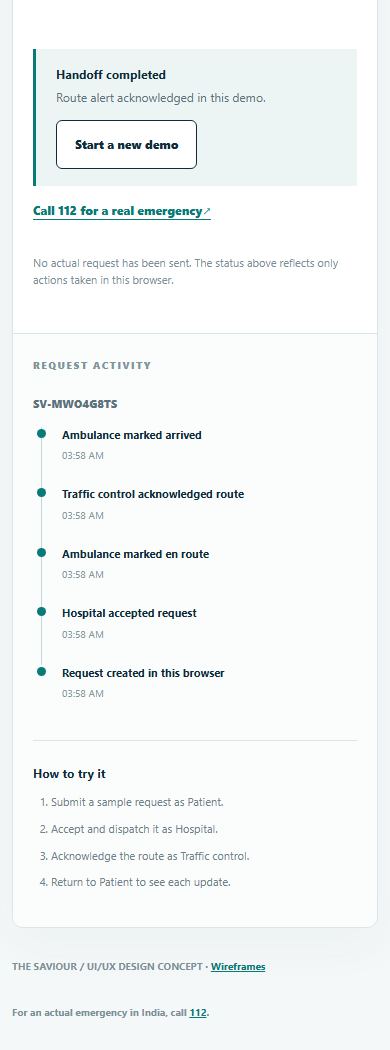 Handoff completed
Route alert acknowledged in this demo.
Start a new demo
Call 112 for a real emergency↗
No actual request has been sent. The status above reflects only
actions taken in this browser.
REQUEST ACTIVITY
SV-MWO4G8TS
Ambulance marked arrived
03:58 AM
Traffic control acknowledged route
03:58 AM
Ambulance marked en route
03:58 AM
Hospital accepted request
03:58 AM
Request created in this browser
03:58 AM
How to try it
1. Submit a sample request as Patient.
2. Accept and dispatch it as Hospital.
3. Acknowledge the route as Traffic control.
4. Return to Patient to see each update.
THE SAVIOUR / UI/UX DESIGN CONCEPT · Wireframes
For an actual emergency in India, call 112.